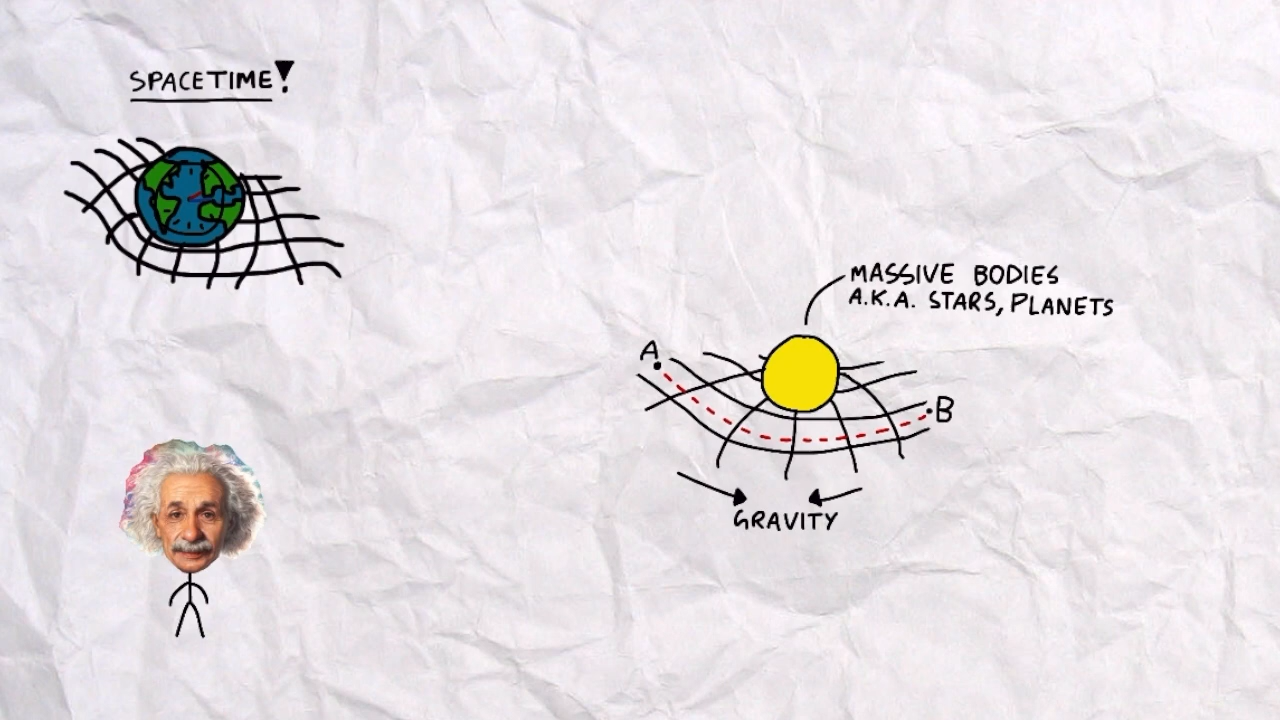 SPACETIME!
MASSIVE BODIES
A.K.A. STARS, PLANETS
A
B
GRAVITY